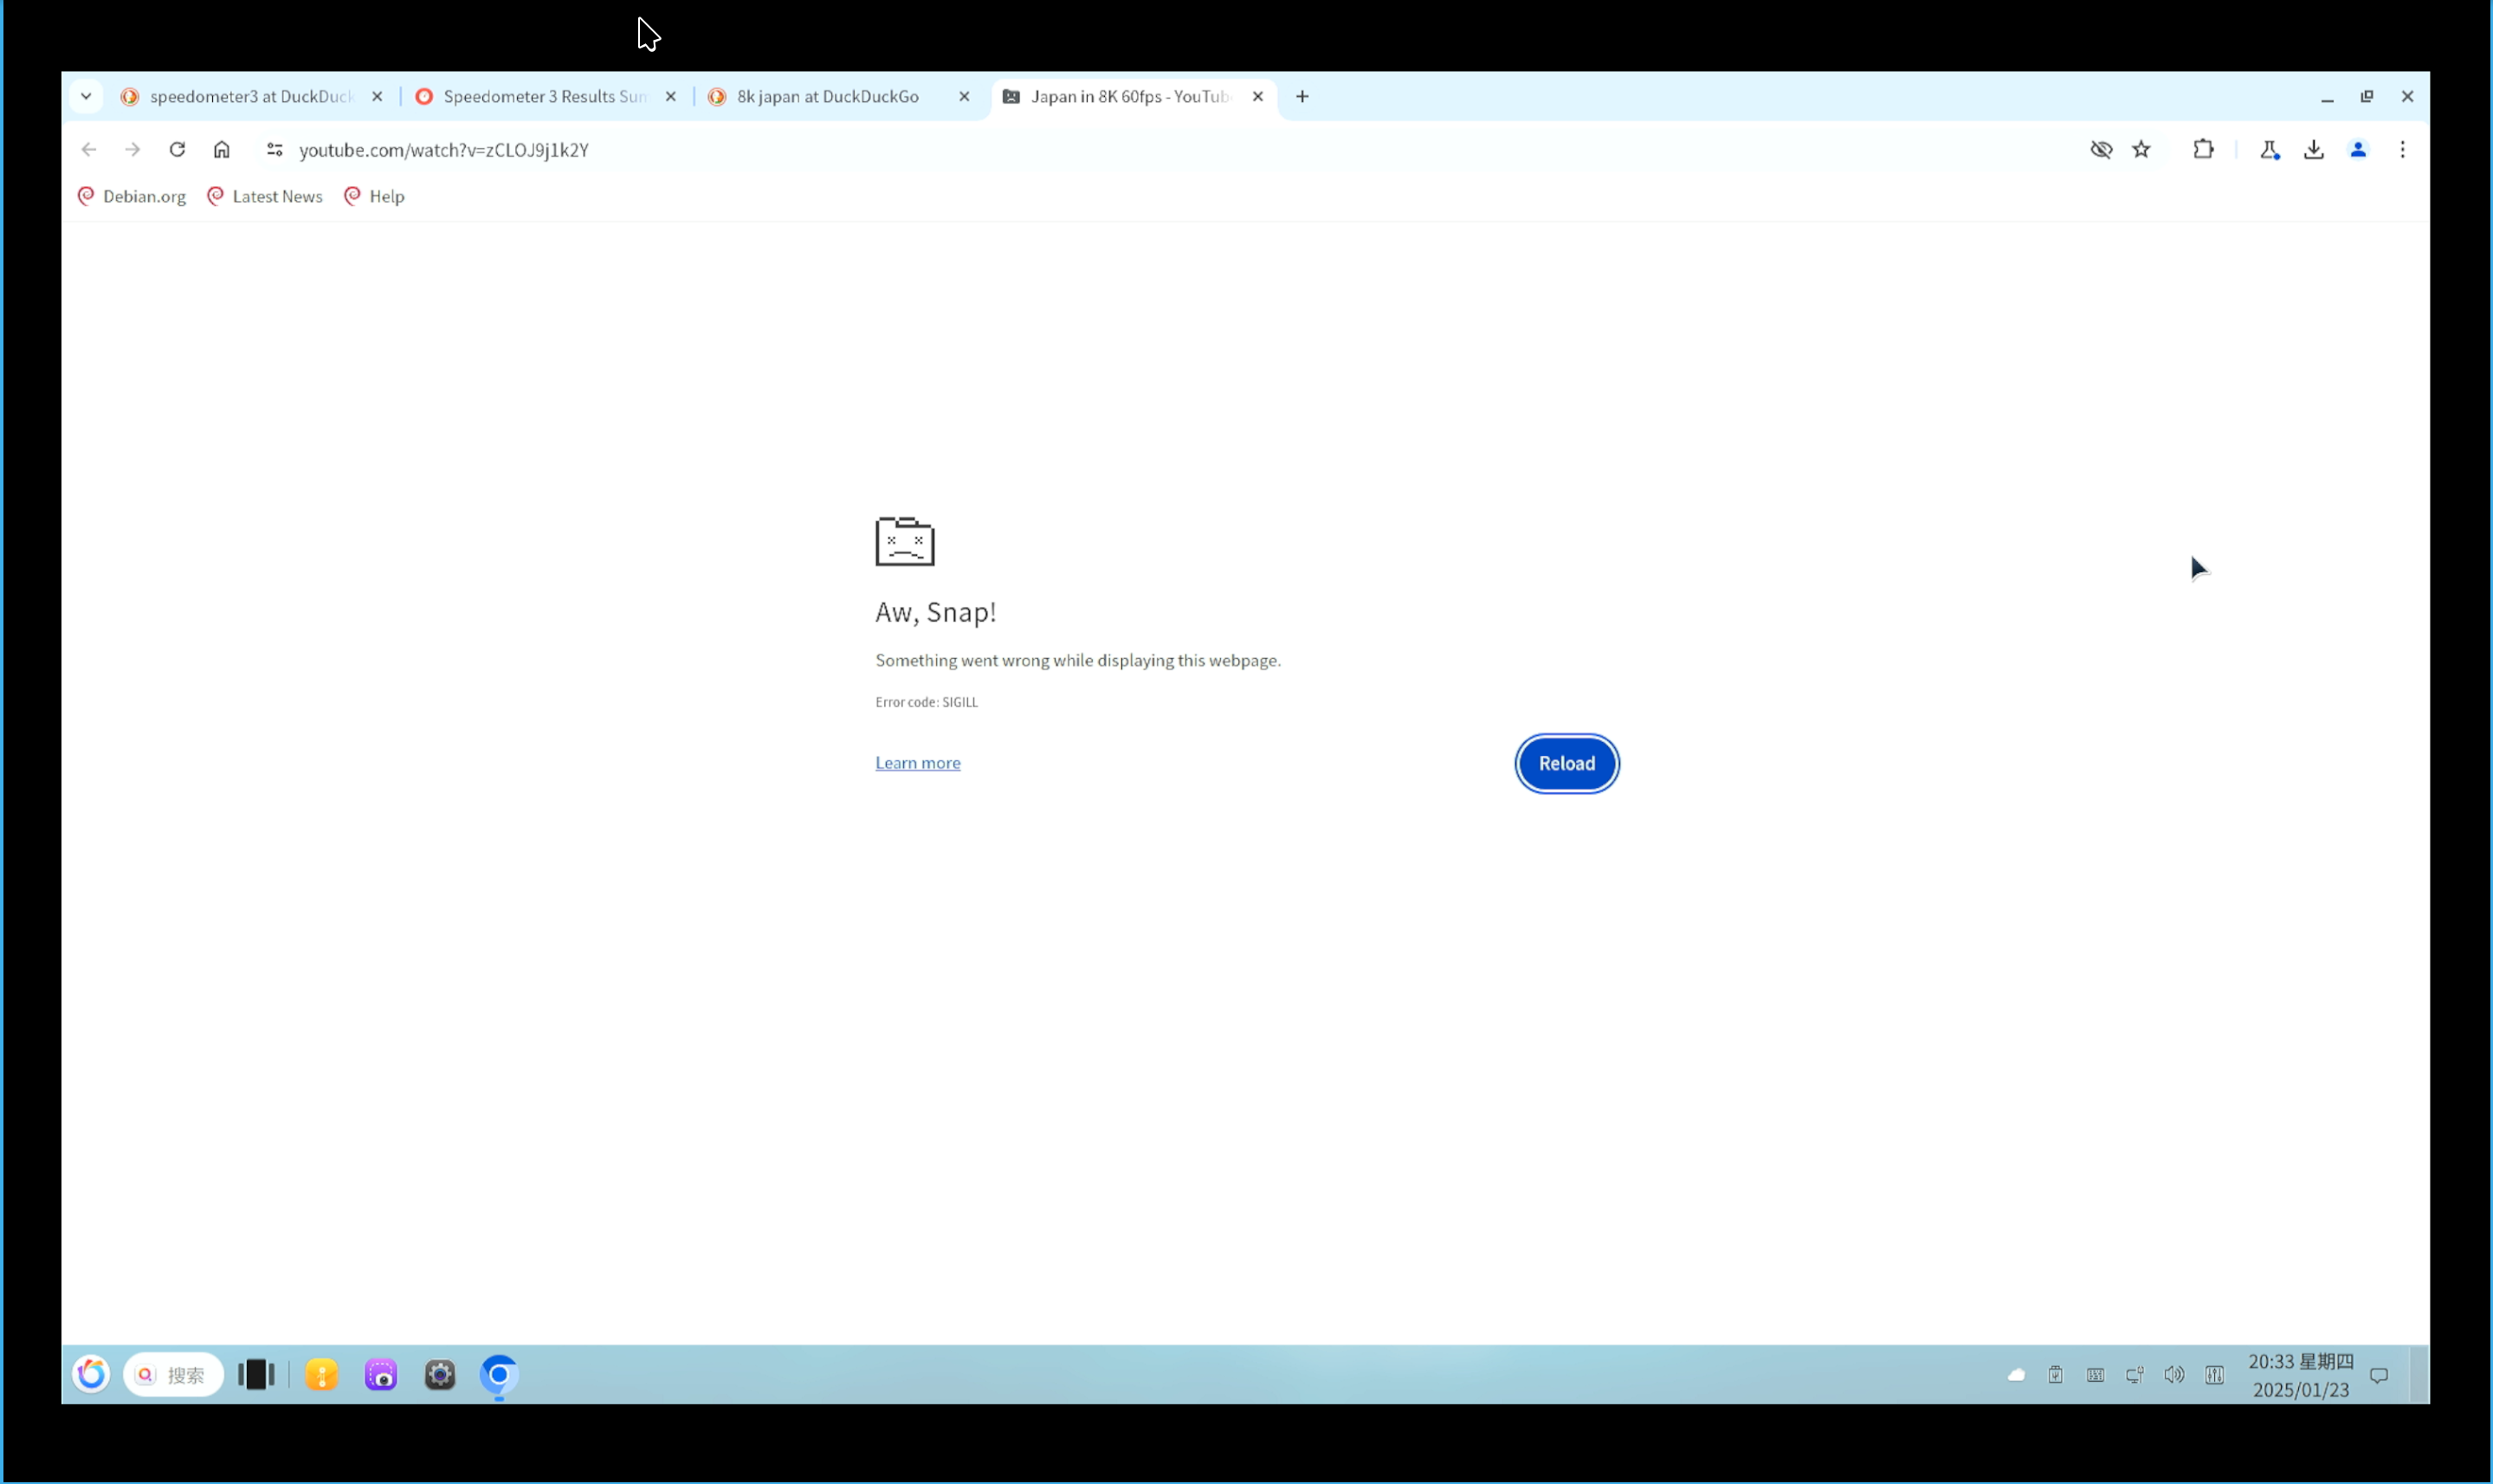 speedometer3 at DuckDuck
Speedometer 3 Results Sum
8k japan at DuckDuckGo
Japan in 8K 60fps - YouTub
youtube.com/watch?v=zCLOJ9j1k2Y
Debian.org
Latest News
Help
Aw, Snap!
Something went wrong while displaying this webpage.
Error code: SIGILL
Learn more
Reload
搜索
20:33 星期四
2025/01/23